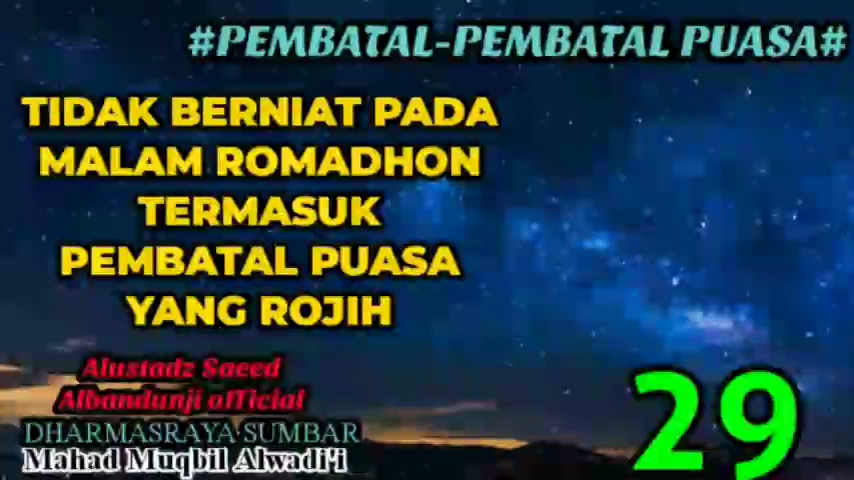 #PEMBATAL-PEMBATAL PUASA#
TIDAK BERNIAT PADA
MALAM ROMADHON
TERMASUK
PEMBATAL PUASA
YANG ROJIH
Alustadz Saeed
Albandunji official
DHARMASRAYA SUMBAR
Mahad Muqbil Alwadi'i
29